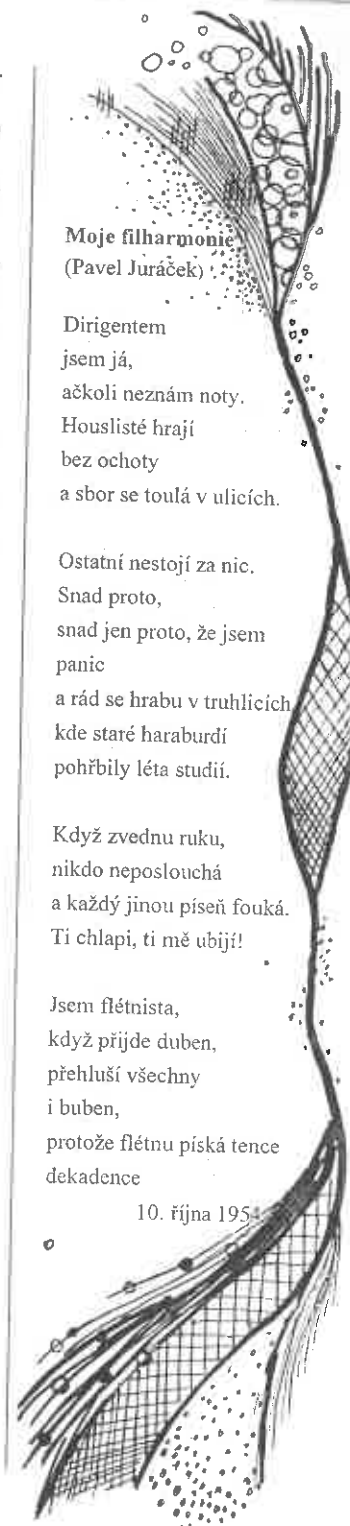 Moje filharmonie
(Pavel Juráček)
Dirigentem
jsem já,
ačkoli neznám noty.
Houslisté hrají
bez ochoty
a sbor se toulá v ulicích.
Ostatní nestojí za nic.
Snad proto,
snad jen proto, že jsem
panic
a rád se hrabu v truhlicích
kde staré haraburdí
pohřbily léta studií.
Když zvednu ruku,
nikdo neposlouchá
a každý jinou píseň fouká.
Ti chlapi, ti mě ubijí!
Jsem flétnista,
když přijde duben,
přehluší všechny
i buben,
protože flétnu píská tence
dekadence
10. října 1954